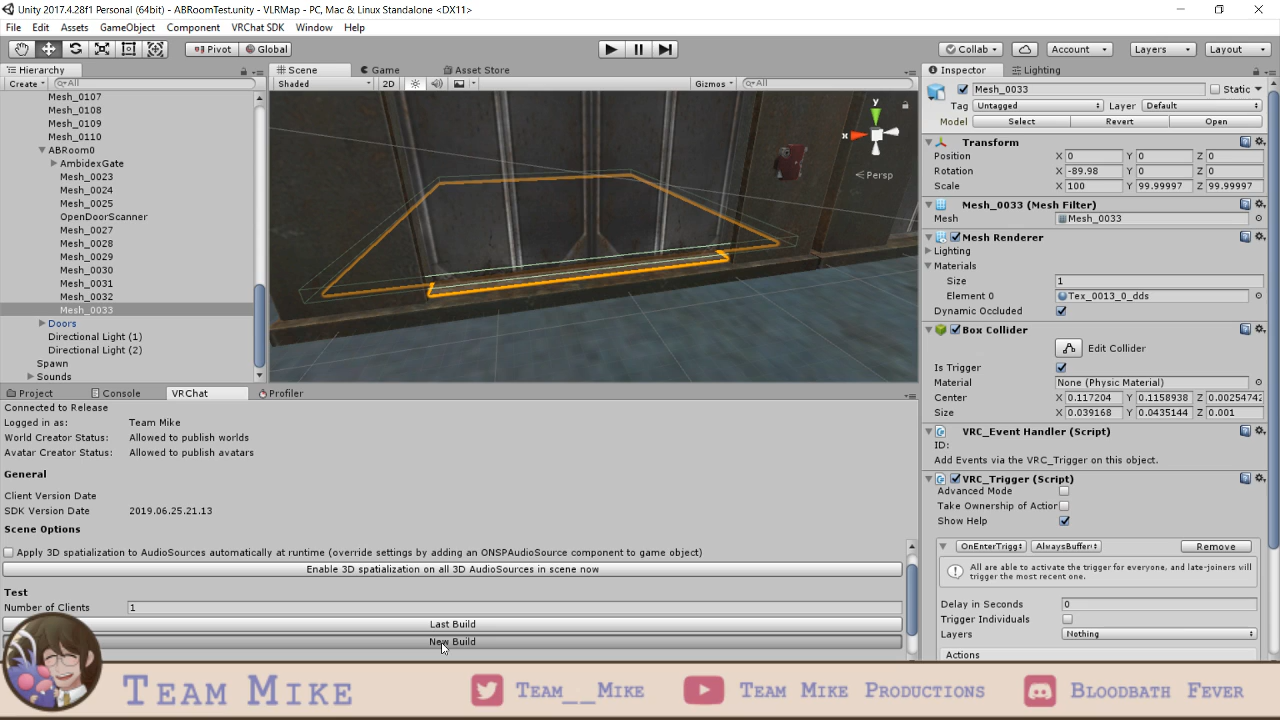 Unity 2017.4.28f1 Personal (64bit) - ABRoomTest.unity - VLRMap - PC, Mac & Linux Standalone <DX11>
File Edit Assets GameObject Component VRChat SDK Window Help
Pivot Global Collab Account Layers Layout
Hierarchy
Create All
Mesh_0107
Mesh_0108
Mesh_0109
Mesh_0110
ABRoom0
AmbidexGate
Mesh_0023
Mesh_0024
Mesh_0025
OpenDoorScanner
Mesh_0027
Mesh_0028
Mesh_0029
Mesh_0030
Mesh_0031
Mesh_0032
Mesh_0033
Doors
Directional Light (1)
Directional Light (2)
Spawn
Sounds
Scene Game Asset Store
Shaded 2D Gizmos All
y
x
Persp
Inspector Lighting
Mesh_0033 Static
Tag Untagged Layer Default
Model Select Revert Open
Transform
Position X 0 Y 0 Z 0
Rotation X -89.98 Y 0 Z 0
Scale X 100 Y 99.99997 Z 99.99997
Mesh_0033 (Mesh Filter)
Mesh Mesh_0033
Mesh Renderer
Lighting
Materials
Size 1
Element 0 Tex_0013_0_dds
Dynamic Occluded
Box Collider
Edit Collider
Is Trigger
Material None (Physic Material)
Center X 0.117204 Y 0.1158938 Z 0.00254742
Size X 0.039168 Y 0.0435144 Z 0.001
VRC_Event Handler (Script)
ID:
Add Events via the VRC_Trigger on this object.
VRC_Trigger (Script)
Advanced Mode
Take Ownership of Action
Show Help
OnEnterTrigg AlwaysBuffer Remove
All are able to activate the trigger for everyone, and late-joiners will
trigger the most recent one.
Delay in Seconds 0
Trigger Individuals
Layers Nothing
Actions
Project Console VRChat Profiler
Connected to Release
Logged in as: Team Mike
World Creator Status: Allowed to publish worlds
Avatar Creator Status: Allowed to publish avatars
General
Client Version Date
SDK Version Date 2019.06.25.21.13
Scene Options
Apply 3D spatialization to AudioSources automatically at runtime (override settings by adding an ONSPAudioSource component to game object)
Enable 3D spatialization on all 3D AudioSources in scene now
Test
Number of Clients 1
Last Build
New Build
Team Mike Team__Mike Team Mike Productions Bloodbath Fever